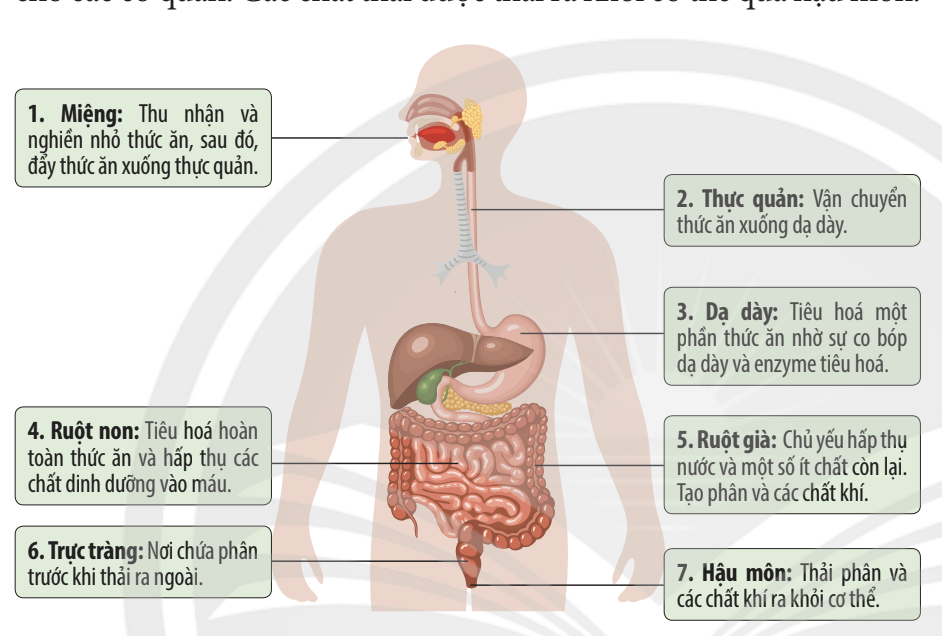 cho các cơ quan. Các chất thải được thải ra khỏi cơ thể qua hậu môn.
1. Miệng: Thu nhận và
nghiền nhỏ thức ăn, sau đó,
đẩy thức ăn xuống thực quản.
2. Thực quản: Vận chuyển
thức ăn xuống dạ dày.
3. Dạ dày: Tiêu hoá một
phần thức ăn nhờ sự co bóp
dạ dày và enzyme tiêu hoá.
4. Ruột non: Tiêu hoá hoàn
toàn thức ăn và hấp thụ các
chất dinh dưỡng vào máu.
5. Ruột già: Chủ yếu hấp thụ
nước và một số ít chất còn lại.
Tạo phân và các chất khí.
6. Trực tràng: Nơi chứa phân
trước khi thải ra ngoài.
7. Hậu môn: Thải phân và
các chất khí ra khỏi cơ thể.